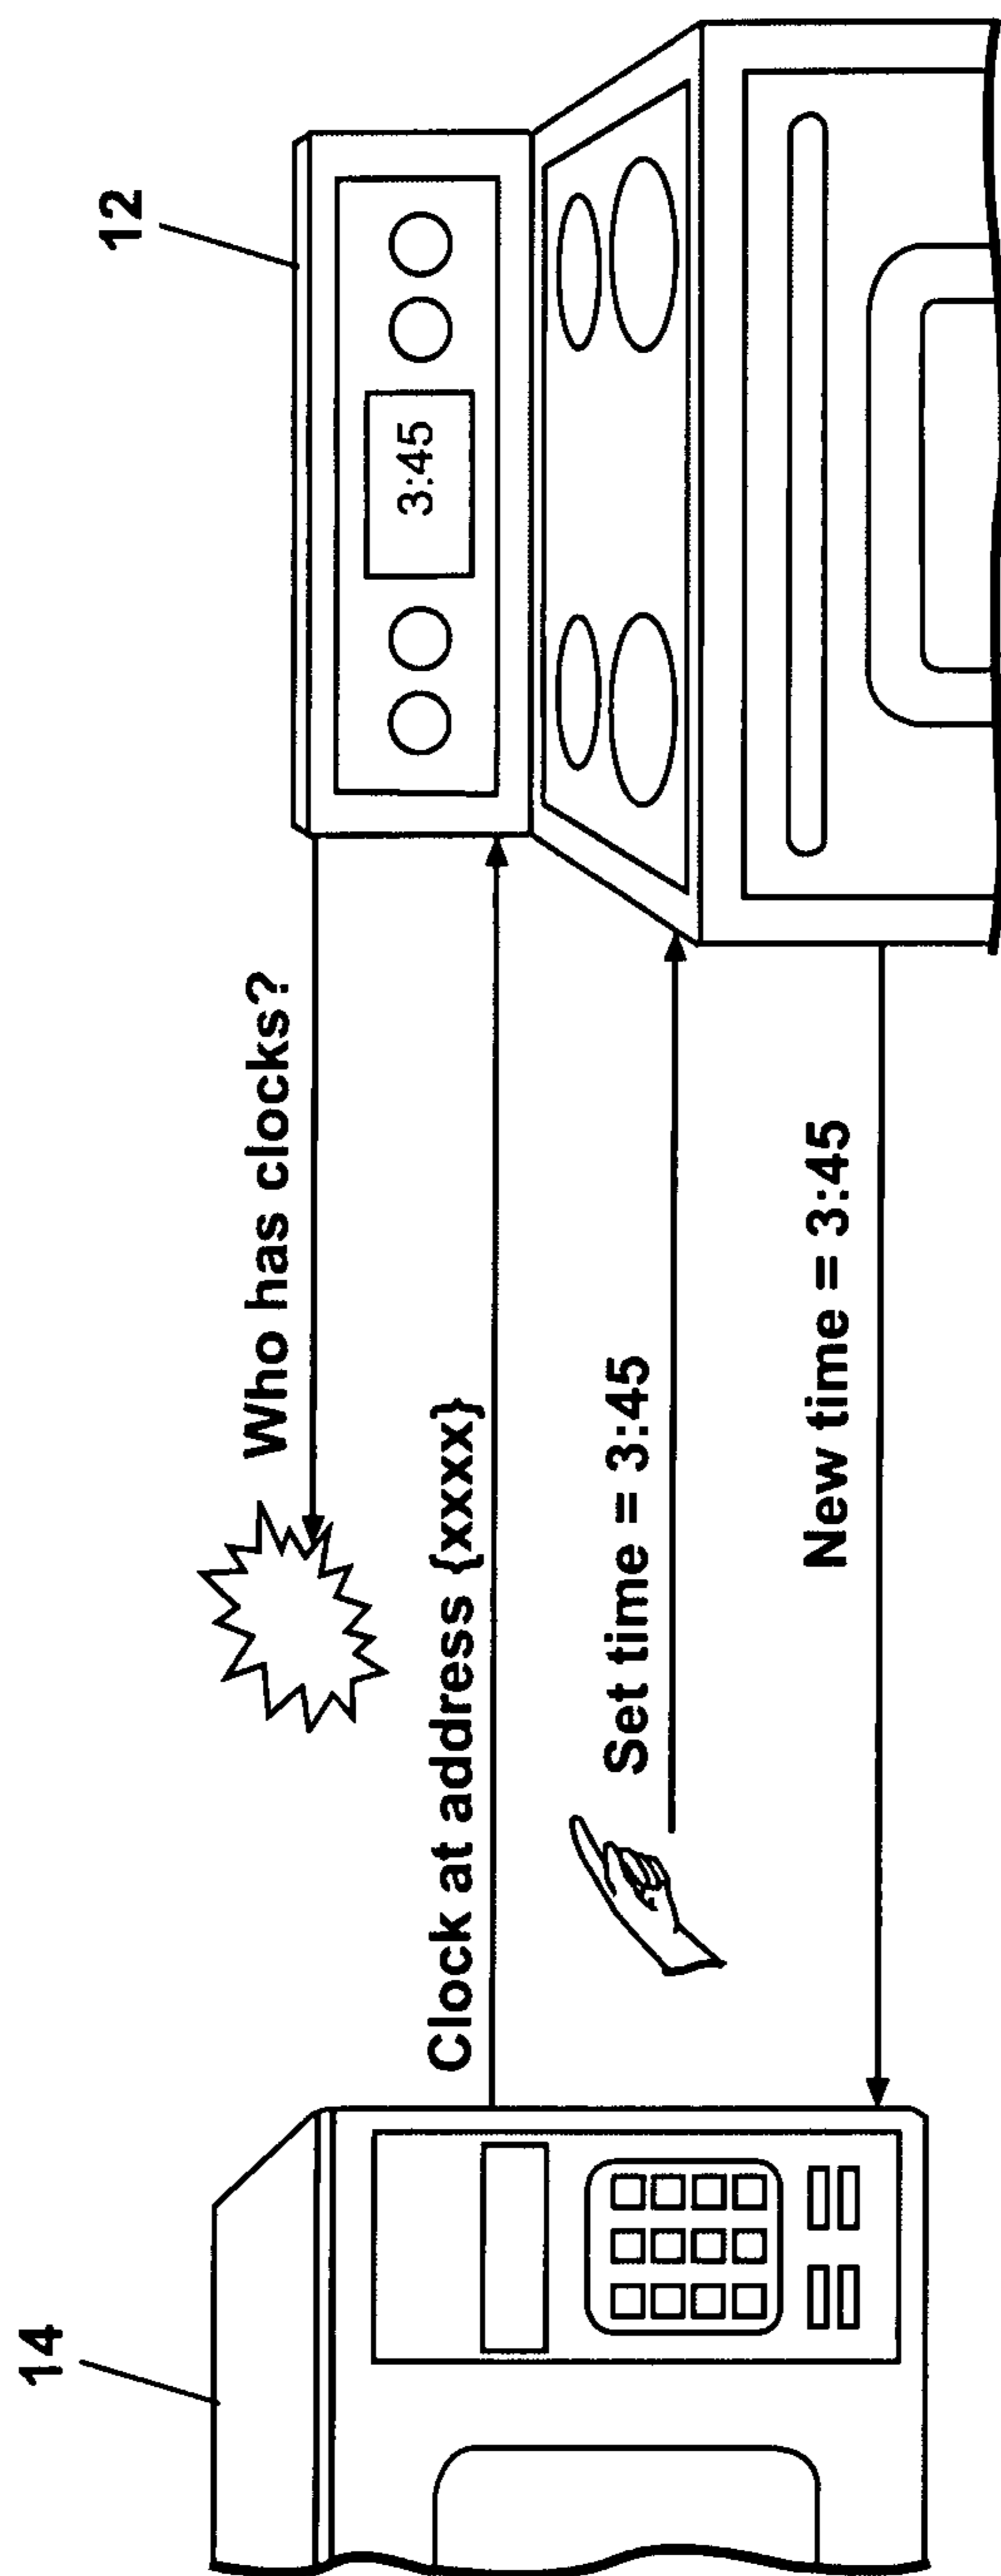 12
Who has clocks?
3:45
Clock at address {xxxx}
Set time = 3:45
New time = 3:45
14